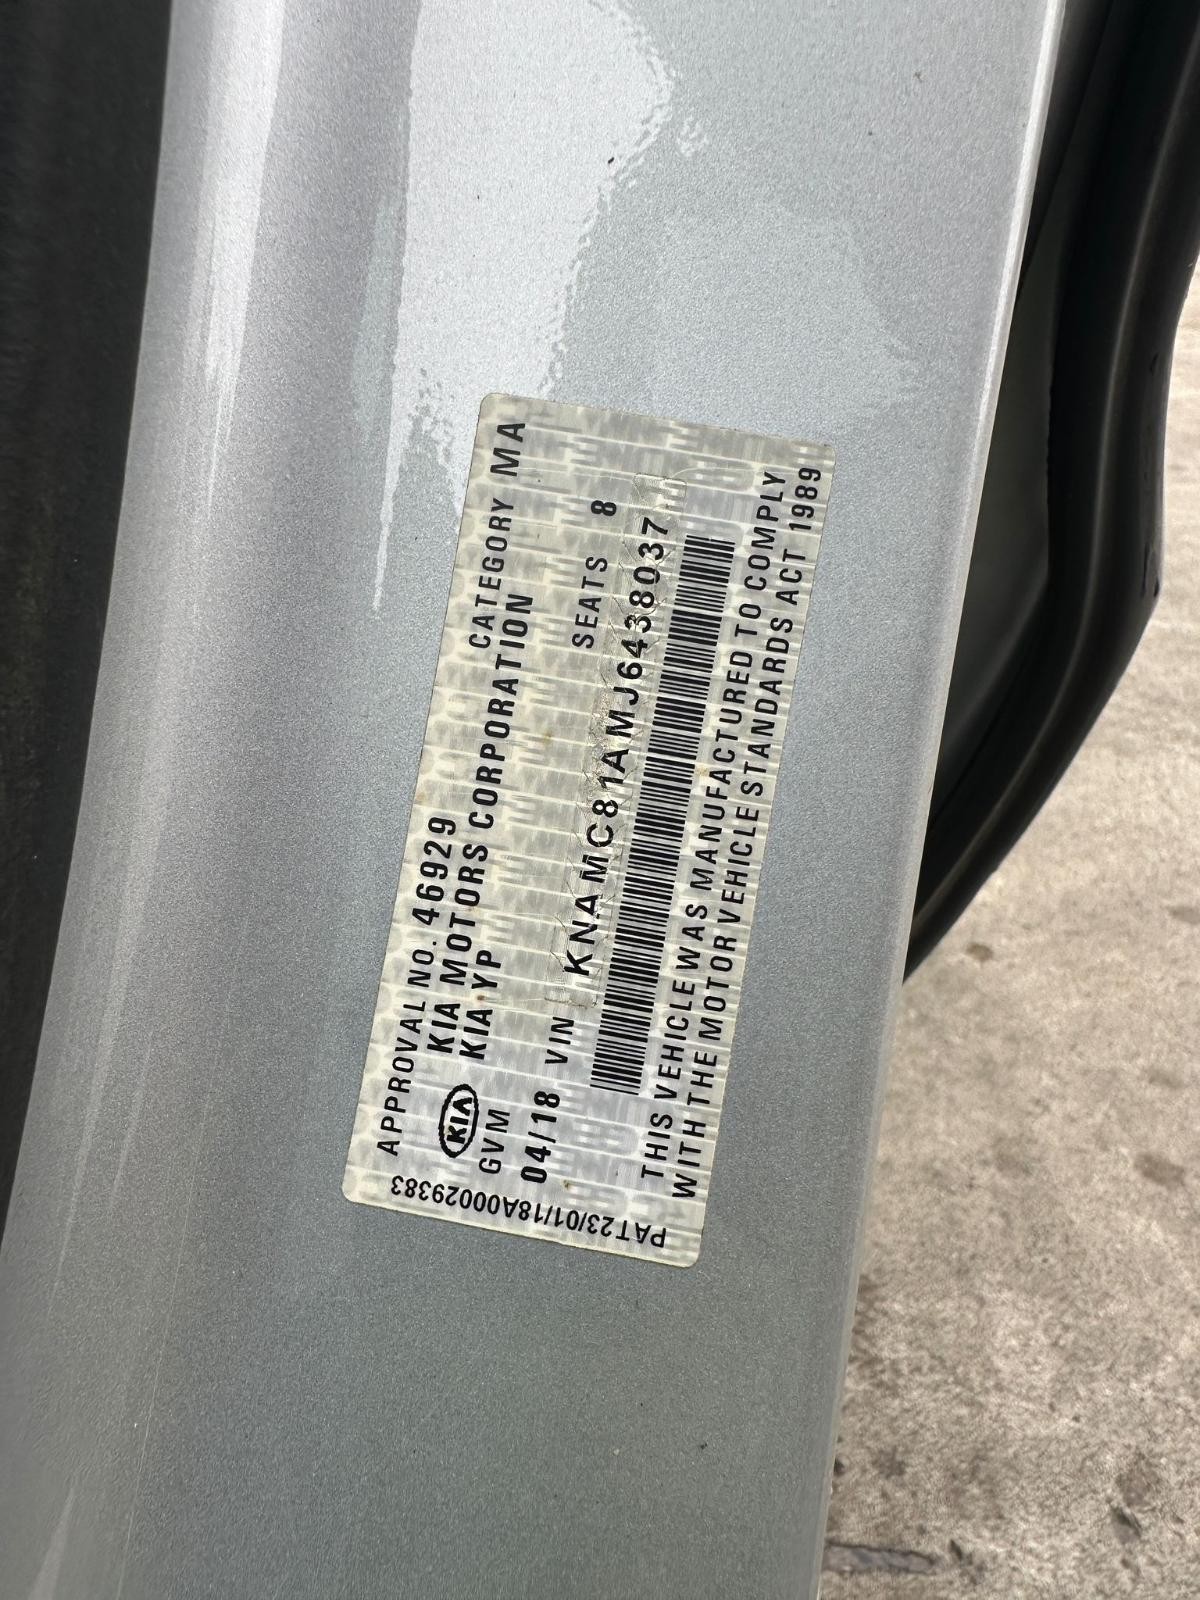 APPROVAL NO. 46929 CATEGORY MA
KIA MOTORS CORPORATION
KIA YP
KIA
GVM SEATS 8
04/18 VIN KNAMC81AMJ6438037
THIS VEHICLE WAS MANUFACTURED TO COMPLY
WITH THE MOTOR VEHICLE STANDARDS ACT 1989
PAT23/01/18A00029383